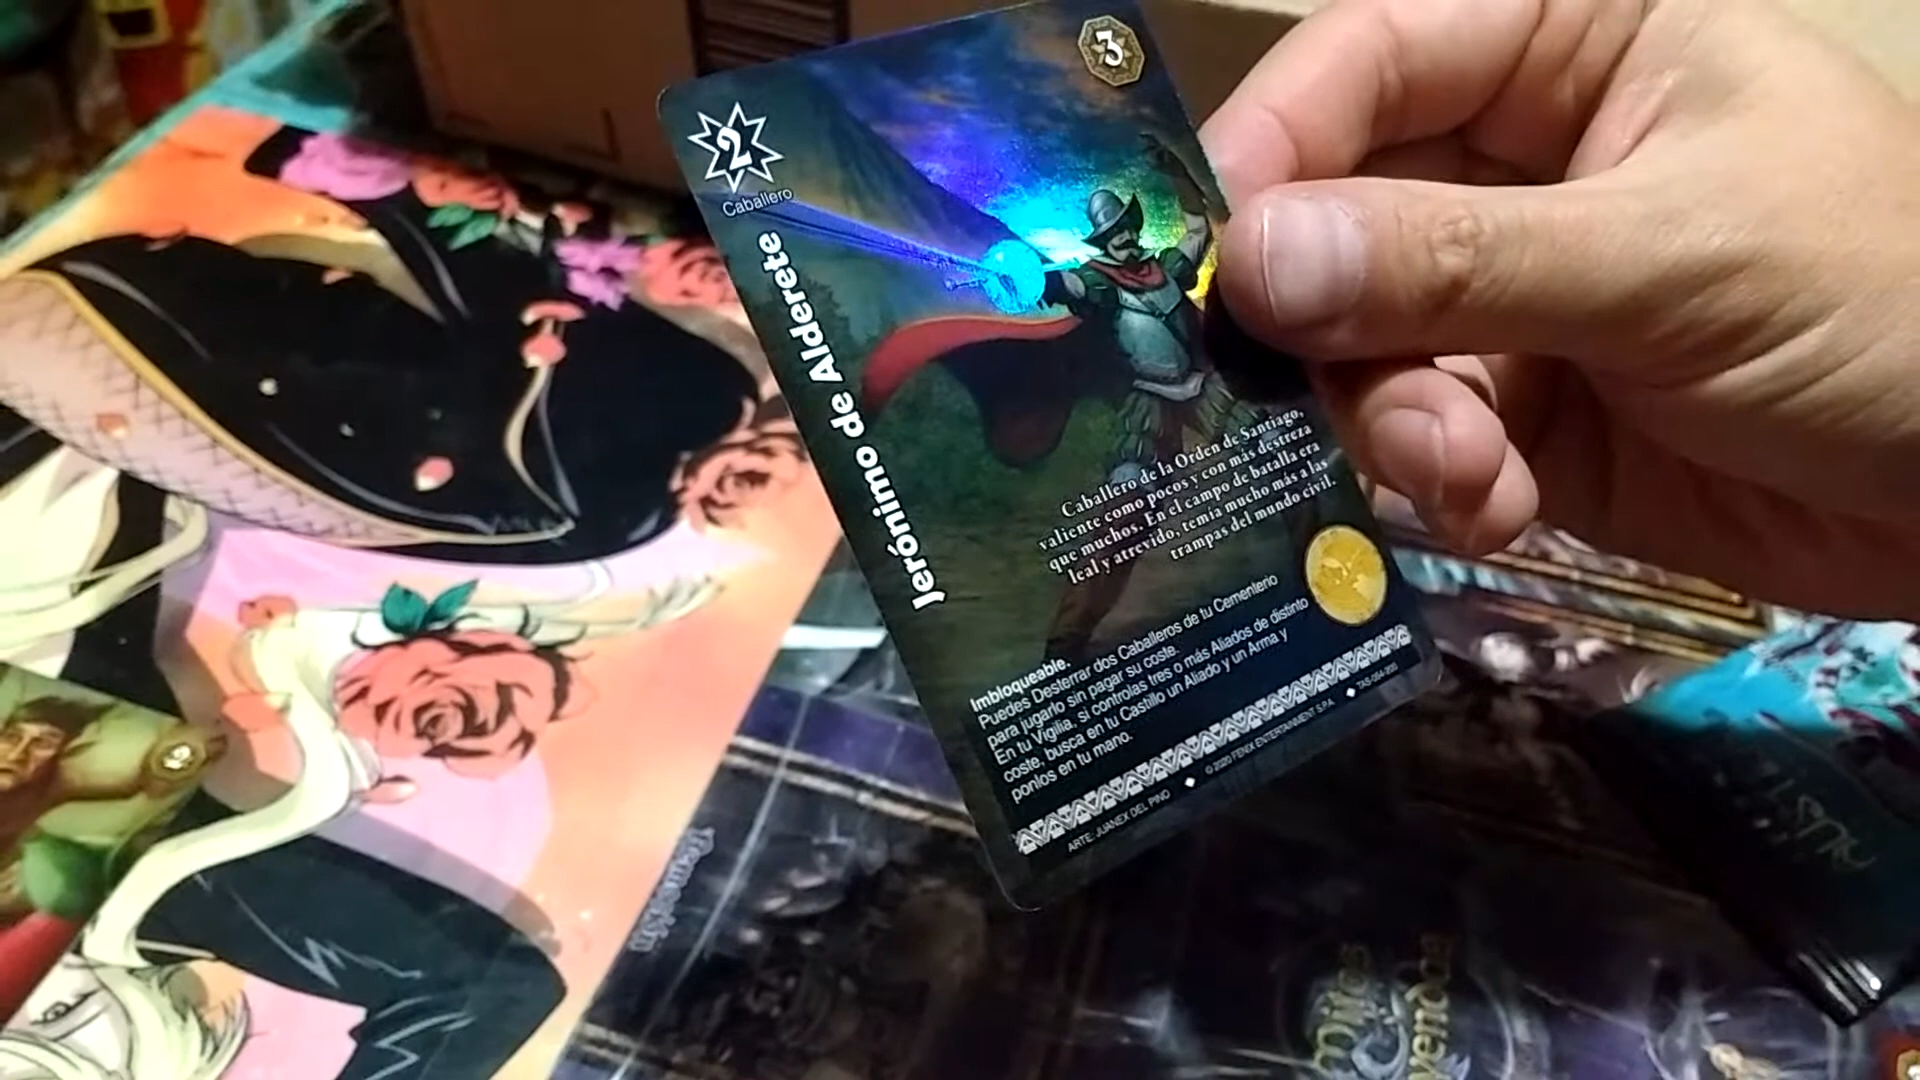 3
2
Caballero
Jerónimo de Alderete
Caballero de la Orden de Santiago,
valiente como pocos y con más destreza
que muchos. En el campo de batalla era
leal y atrevido, temía mucho más a las
trampas del mundo civil.
Imbloqueable.
Puedes Desterrar dos Caballeros de tu Cementerio
para jugarlo sin pagar su coste.
En tu Vigilia, si controlas tres o más Aliados de distinto
coste, busca en tu Castillo un Aliado y un Arma y
ponlos en tu mano.
ARTE: JUANEX DEL PINO
© 2020 FENIX ENTERTAINMENT S.P.A.
mitos
yendas